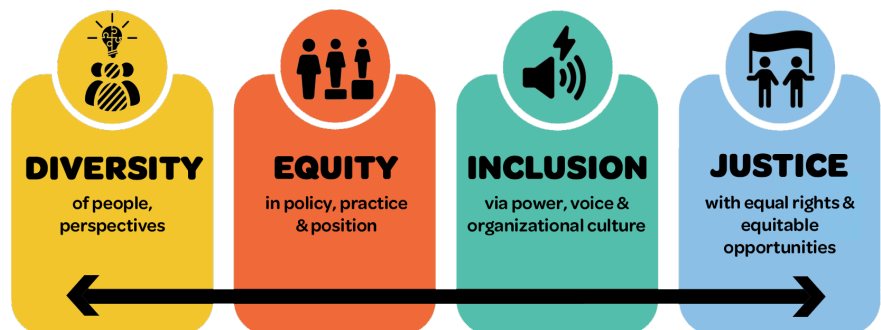 DIVERSITY
of people,
perspectives
EQUITY
in policy, practice
& position
INCLUSION
via power, voice &
organizational culture
JUSTICE
with equal rights &
equitable
opportunities